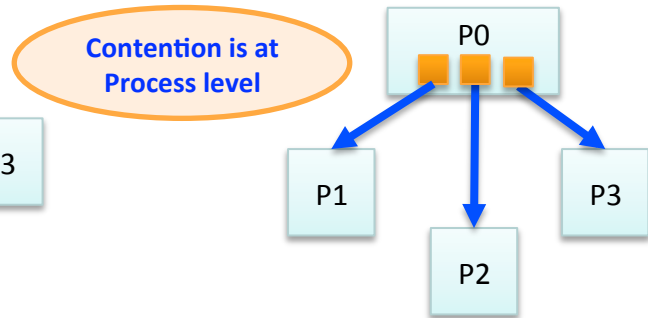 Contention is at
Process level
P0
3
P1
P3
P2